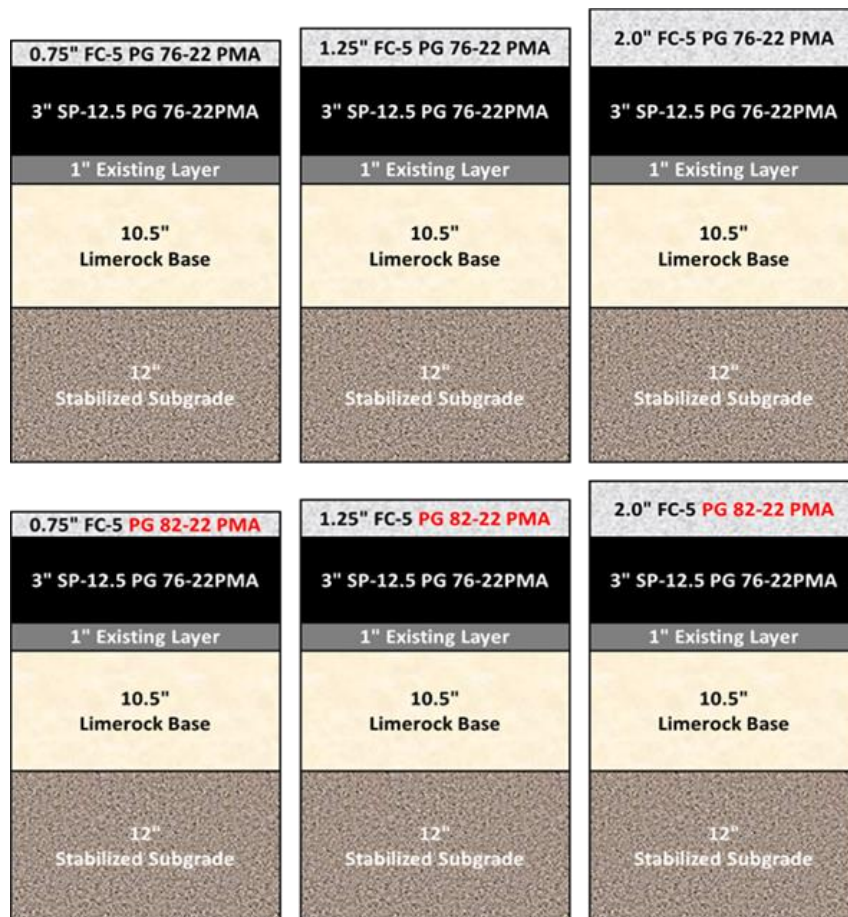 0.75" FC-5 PG 76-22 PMA
3" SP-12.5 PG 76-22PMA
1" Existing Layer
10.5"
Limerock Base
12"
Stabilized Subgrade
1.25" FC-5 PG 76-22 PMA
3" SP-12.5 PG 76-22PMA
1" Existing Layer
10.5"
Limerock Base
12"
Stabilized Subgrade
2.0" FC-5 PG 76-22 PMA
3" SP-12.5 PG 76-22PMA
1" Existing Layer
10.5"
Limerock Base
12"
Stabilized Subgrade
0.75" FC-5 PG 82-22 PMA
3" SP-12.5 PG 76-22PMA
1" Existing Layer
10.5"
Limerock Base
12"
Stabilized Subgrade
1.25" FC-5 PG 82-22 PMA
3" SP-12.5 PG 76-22PMA
1" Existing Layer
10.5"
Limerock Base
12"
Stabilized Subgrade
2.0" FC-5 PG 82-22 PMA
3" SP-12.5 PG 76-22PMA
1" Existing Layer
10.5"
Limerock Base
12"
Stabilized Subgrade